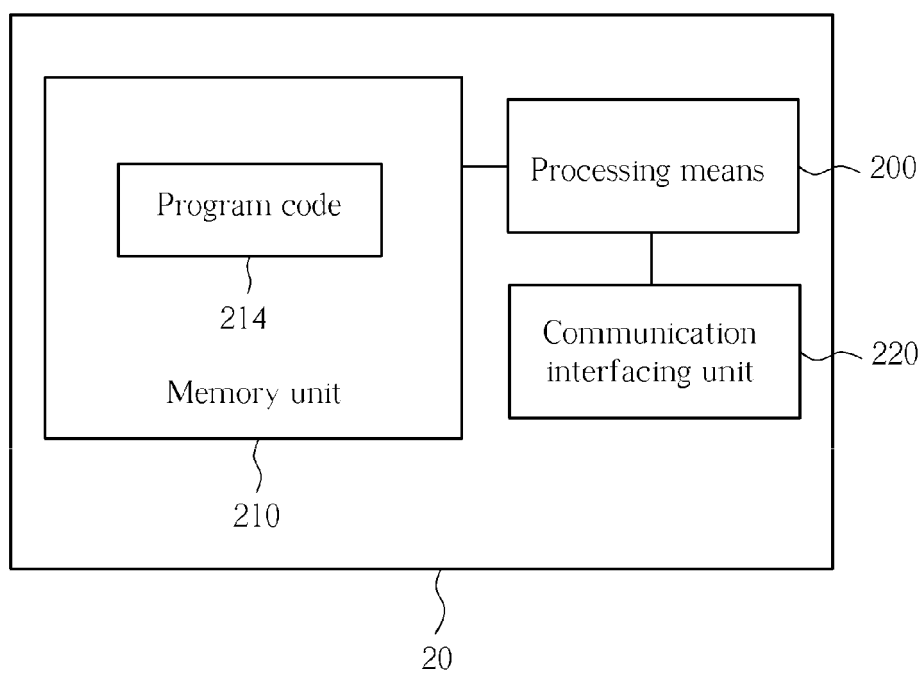 Processing means
200
Program code
214
Communication
interfacing unit
220
Memory unit
210
20